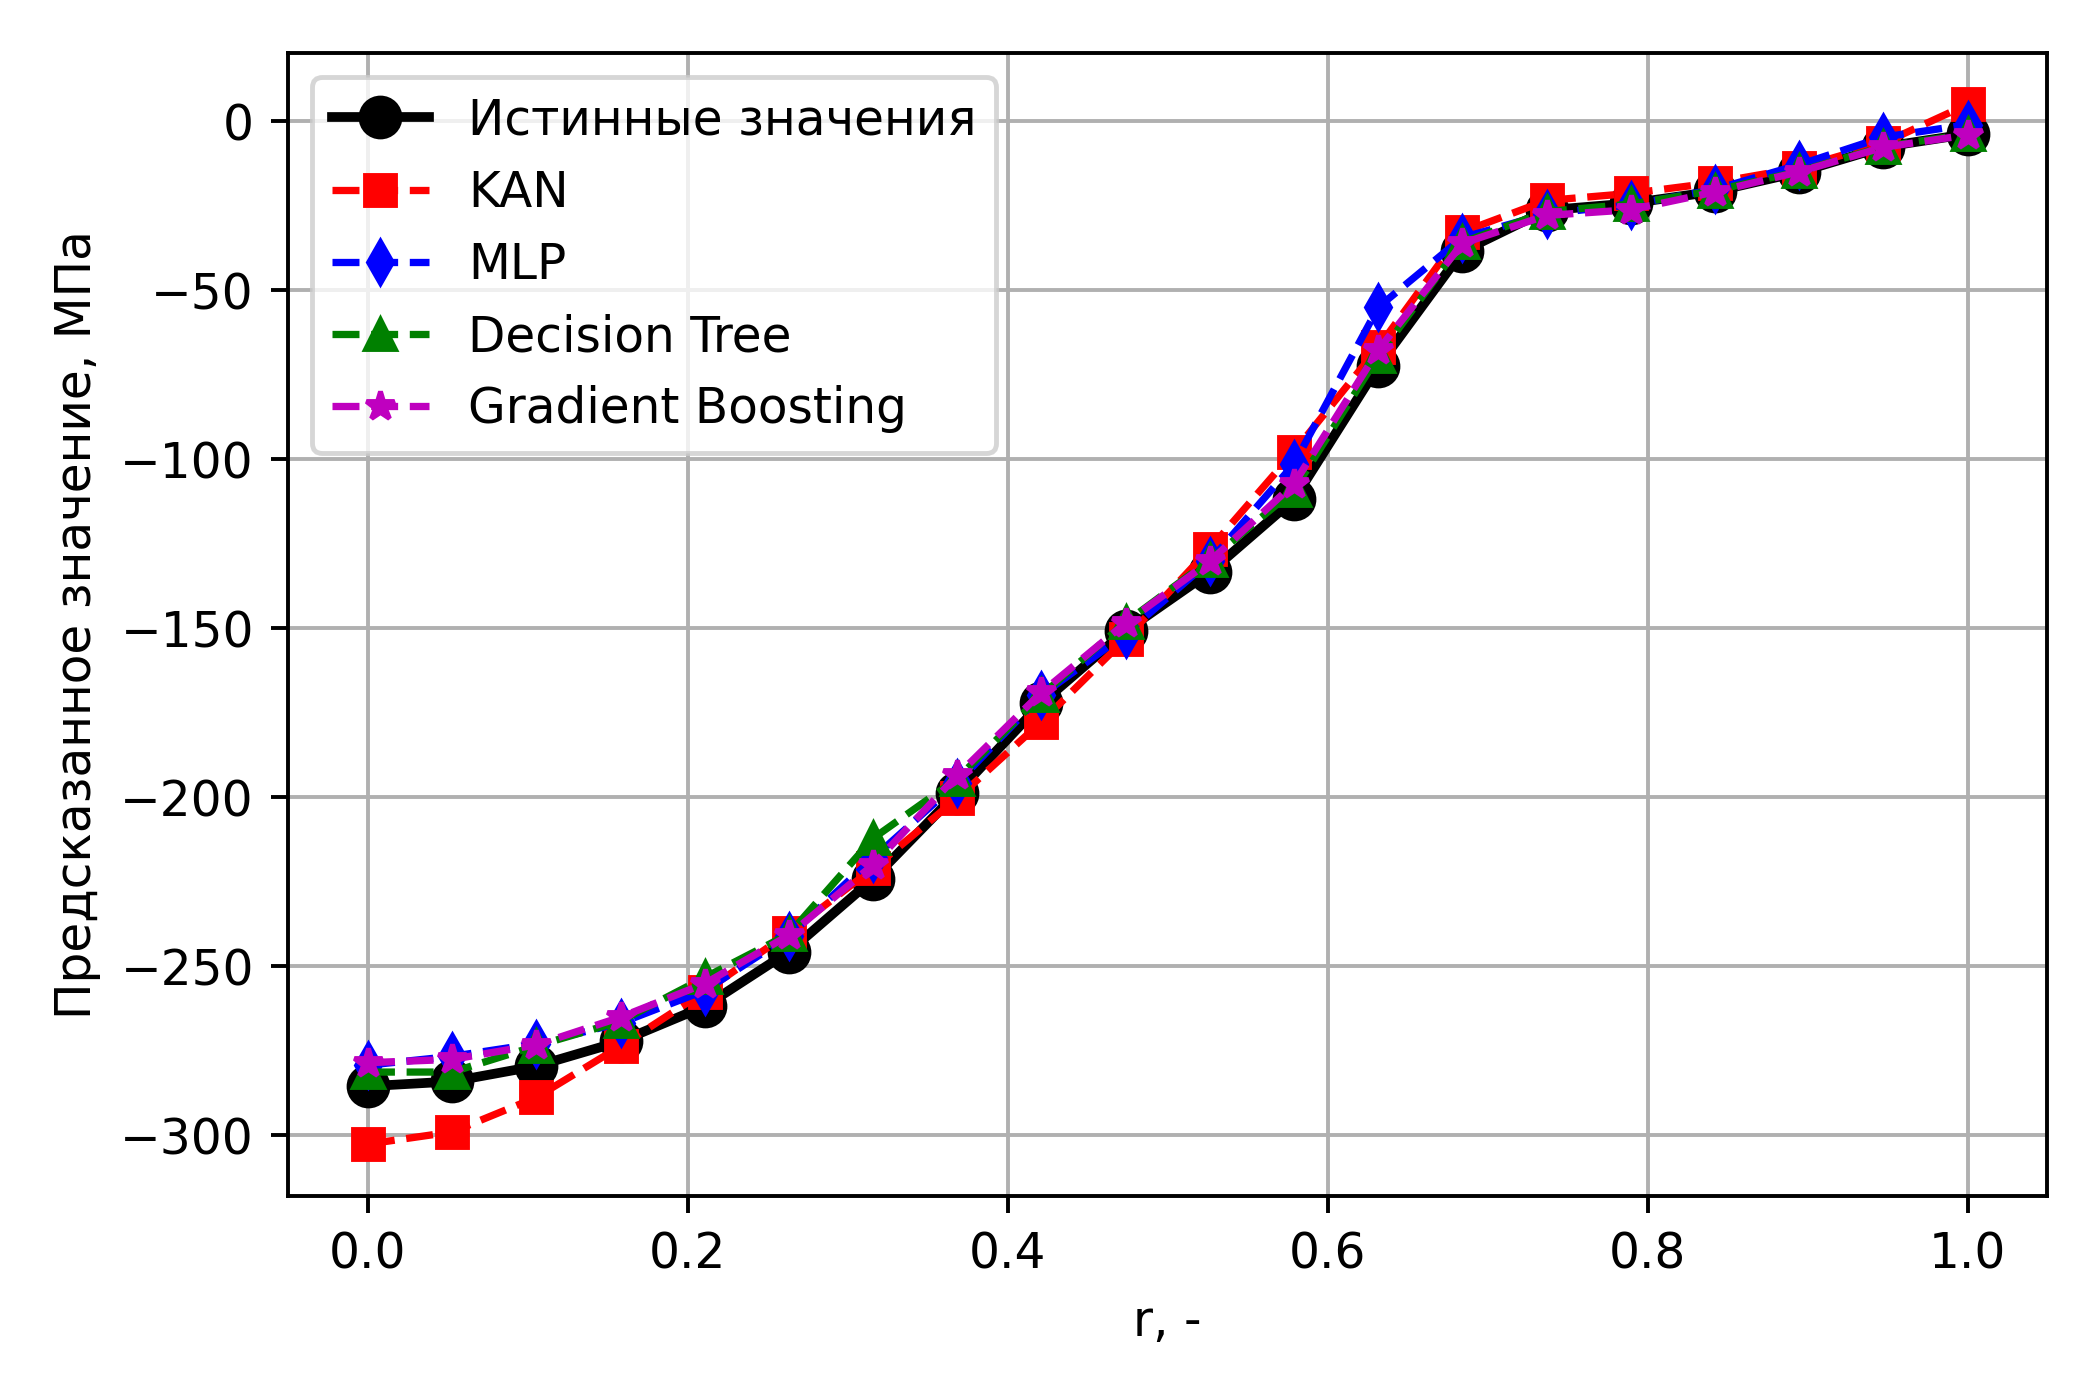 Истинные значения
KAN
MLP
Decision Tree
Gradient Boosting
Предсказанное значение, МПа
0
−50
−100
−150
−200
−250
−300
0.0 0.2 0.4 0.6 0.8 1.0
r, -